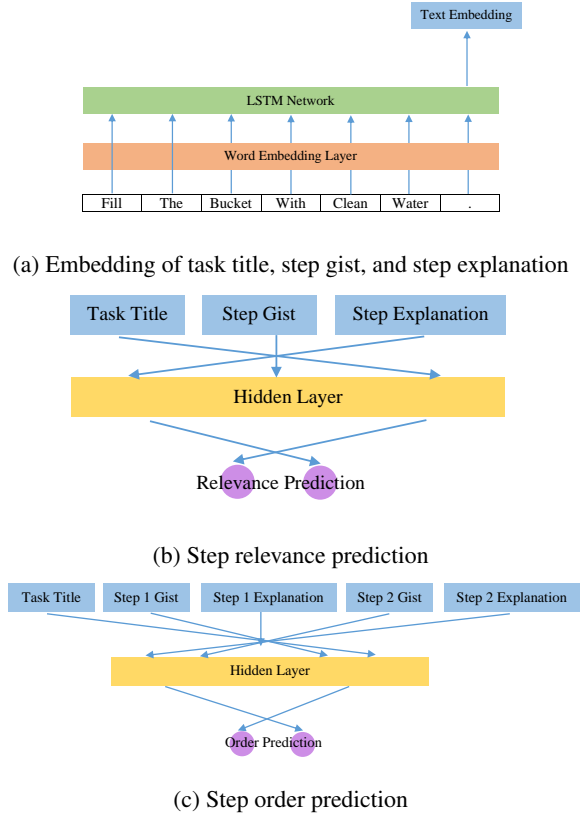 Text Embedding
LSTM Network
Word Embedding Layer
Fill The Bucket With Clean Water .
(a) Embedding of task title, step gist, and step explanation
Task Title Step Gist Step Explanation
Hidden Layer
Relevance Prediction
(b) Step relevance prediction
Task Title Step 1 Gist Step 1 Explanation Step 2 Gist Step 2 Explanation
Hidden Layer
Order Prediction
(c) Step order prediction